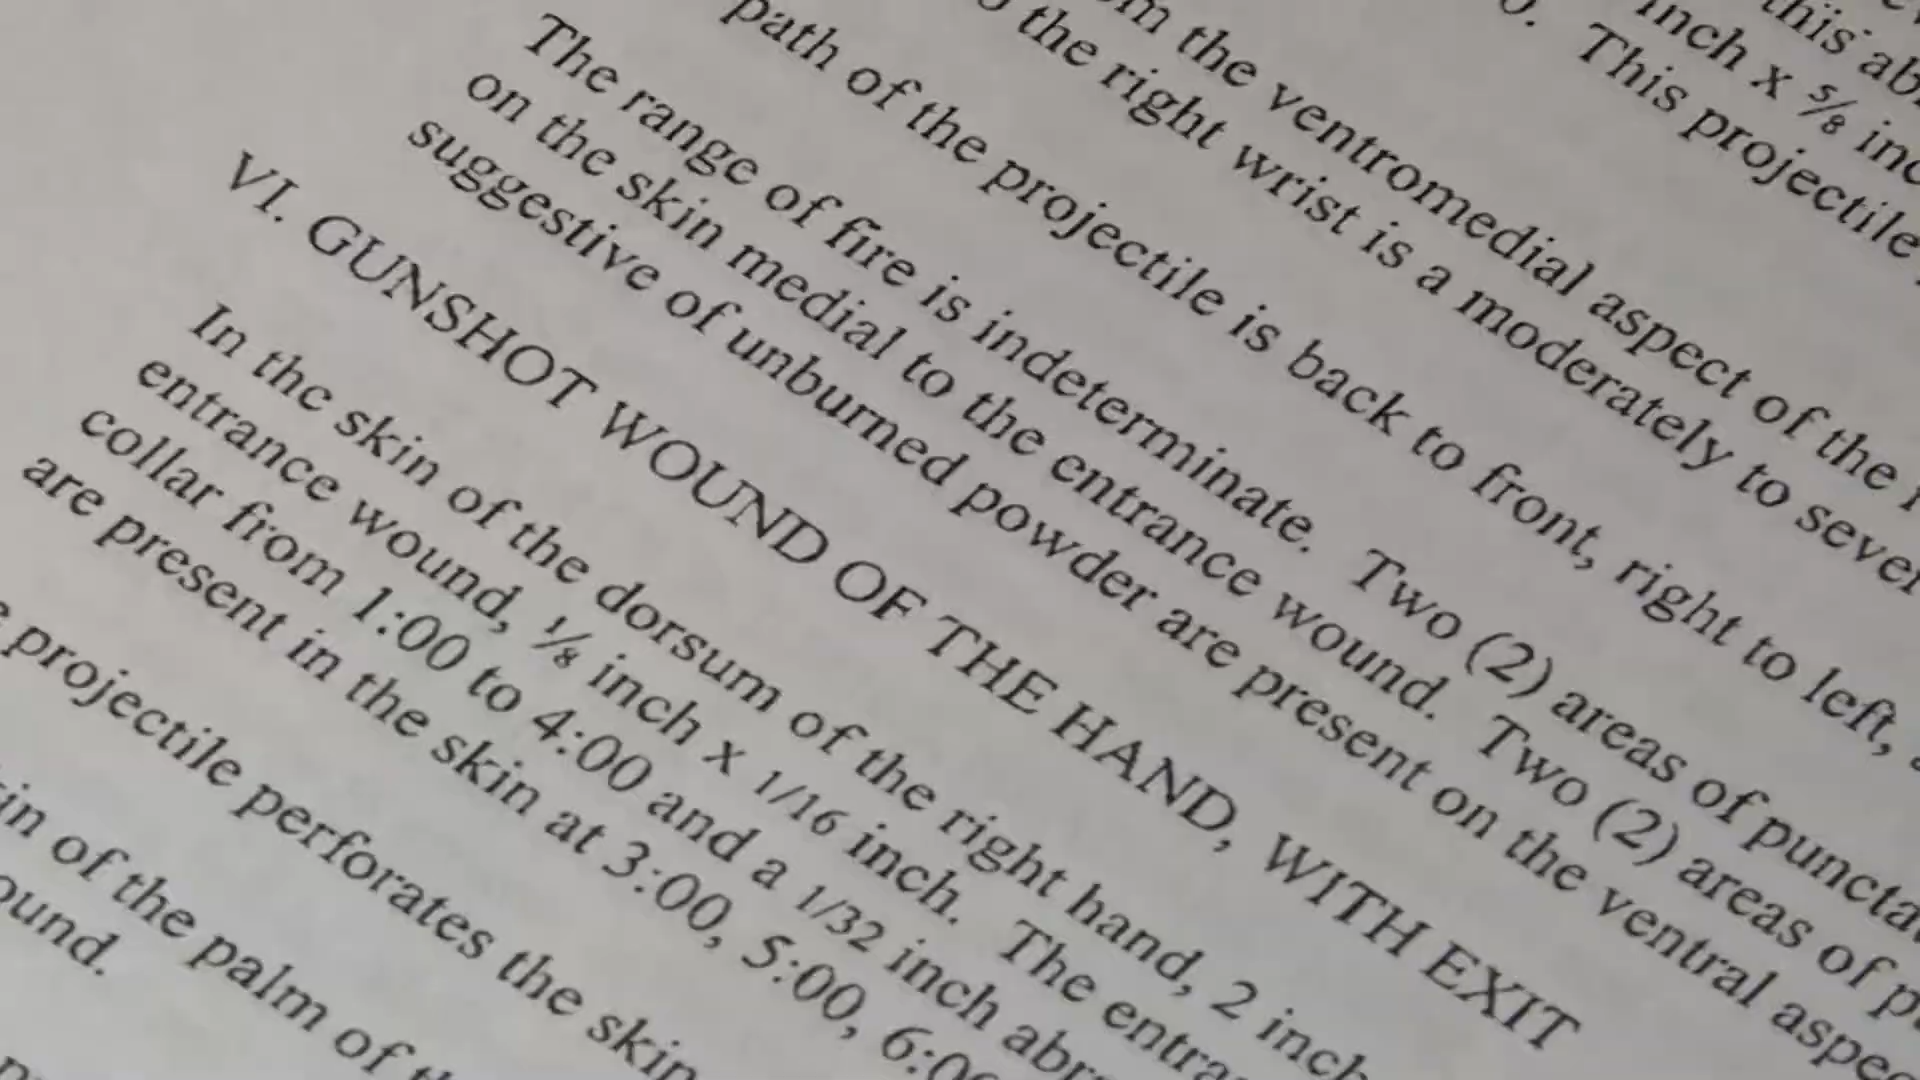 this ab
inch x 5/8 inc
This projectile
om the ventromedial aspect of the
the right wrist is a moderately to sever
path of the projectile is back to front, right to left,
The range of fire is indeterminate. Two (2) areas of puncta
on the skin medial to the entrance wound. Two (2) areas of p
suggestive of unburned powder are present on the ventral aspec
VI. GUNSHOT WOUND OF THE HAND, WITH EXIT
In the skin of the dorsum of the right hand, 2 inch
entrance wound, 1/8 inch x 1/16 inch. The entra
collar from 1:00 to 4:00 and a 1/32 inch abra
are present in the skin at 3:00, 5:00, 6:00
projectile perforates the skin
in of the palm of th
ound.